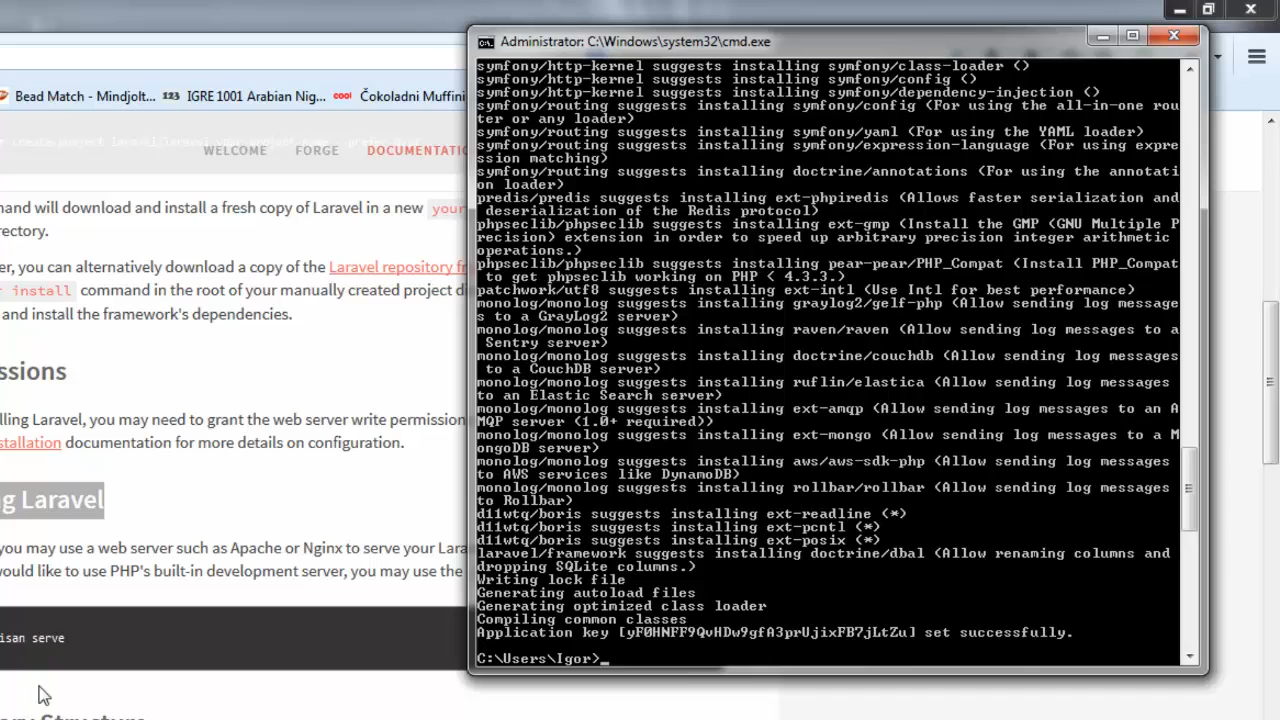 Administrator: C:\Windows\system32\cmd.exe
Bead Match - Mindjolt...
123 IGRE 1001 Arabian Nig...
cool Čokoladni Muffini
WELCOME FORGE DOCUMENTATIO
mand will download and install a fresh copy of Laravel in a new your
rectory.
er, you can alternatively download a copy of the Laravel repository fr
r install command in the root of your manually created project di
and install the framework's dependencies.
ssions
lling Laravel, you may need to grant the web server write permission
stallation documentation for more details on configuration.
ng Laravel
you may use a web server such as Apache or Nginx to serve your Lara
would like to use PHP's built-in development server, you may use the
isan serve
ory Structure
symfony/http-kernel suggests installing symfony/class-loader ()
symfony/http-kernel suggests installing symfony/config ()
symfony/http-kernel suggests installing symfony/dependency-injection ()
symfony/routing suggests installing symfony/config (For using the all-in-one rou
ter or any loader)
symfony/routing suggests installing symfony/yaml (For using the YAML loader)
symfony/routing suggests installing symfony/expression-language (For using expre
ssion matching)
symfony/routing suggests installing doctrine/annotations (For using the annotati
on loader)
predis/predis suggests installing ext-phpiredis (Allows faster serialization and
deserialization of the Redis protocol)
phpseclib/phpseclib suggests installing ext-gmp (Install the GMP (GNU Multiple P
recision) extension in order to speed up arbitrary precision integer arithmetic
operations.)
phpseclib/phpseclib suggests installing pear-pear/PHP_Compat (Install PHP_Compat
to get phpseclib working on PHP < 4.3.3.)
patchwork/utf8 suggests installing ext-intl (Use Intl for best performance)
monolog/monolog suggests installing graylog2/gelf-php (Allow sending log message
s to a GrayLog2 server)
monolog/monolog suggests installing raven/raven (Allow sending log messages to a
Sentry server)
monolog/monolog suggests installing doctrine/couchdb (Allow sending log messages
to a CouchDB server)
monolog/monolog suggests installing ruflin/elastica (Allow sending log messages
to an Elastic Search server)
monolog/monolog suggests installing ext-amqp (Allow sending log messages to an A
MQP server (1.0+ required))
monolog/monolog suggests installing ext-mongo (Allow sending log messages to a M
ongoDB server)
monolog/monolog suggests installing aws/aws-sdk-php (Allow sending log messages
to AWS services like DynamoDB)
monolog/monolog suggests installing rollbar/rollbar (Allow sending log messages
to Rollbar)
d11wtq/boris suggests installing ext-readline (*)
d11wtq/boris suggests installing ext-pcntl (*)
d11wtq/boris suggests installing ext-posix (*)
laravel/framework suggests installing doctrine/dbal (Allow renaming columns and
dropping SQLite columns.)
Writing lock file
Generating autoload files
Generating optimized class loader
Compiling common classes
Application key [yF0HNFF9QvHDw9gfA3prUjixFB7jLtZu] set successfully.
C:\Users\Igor>_